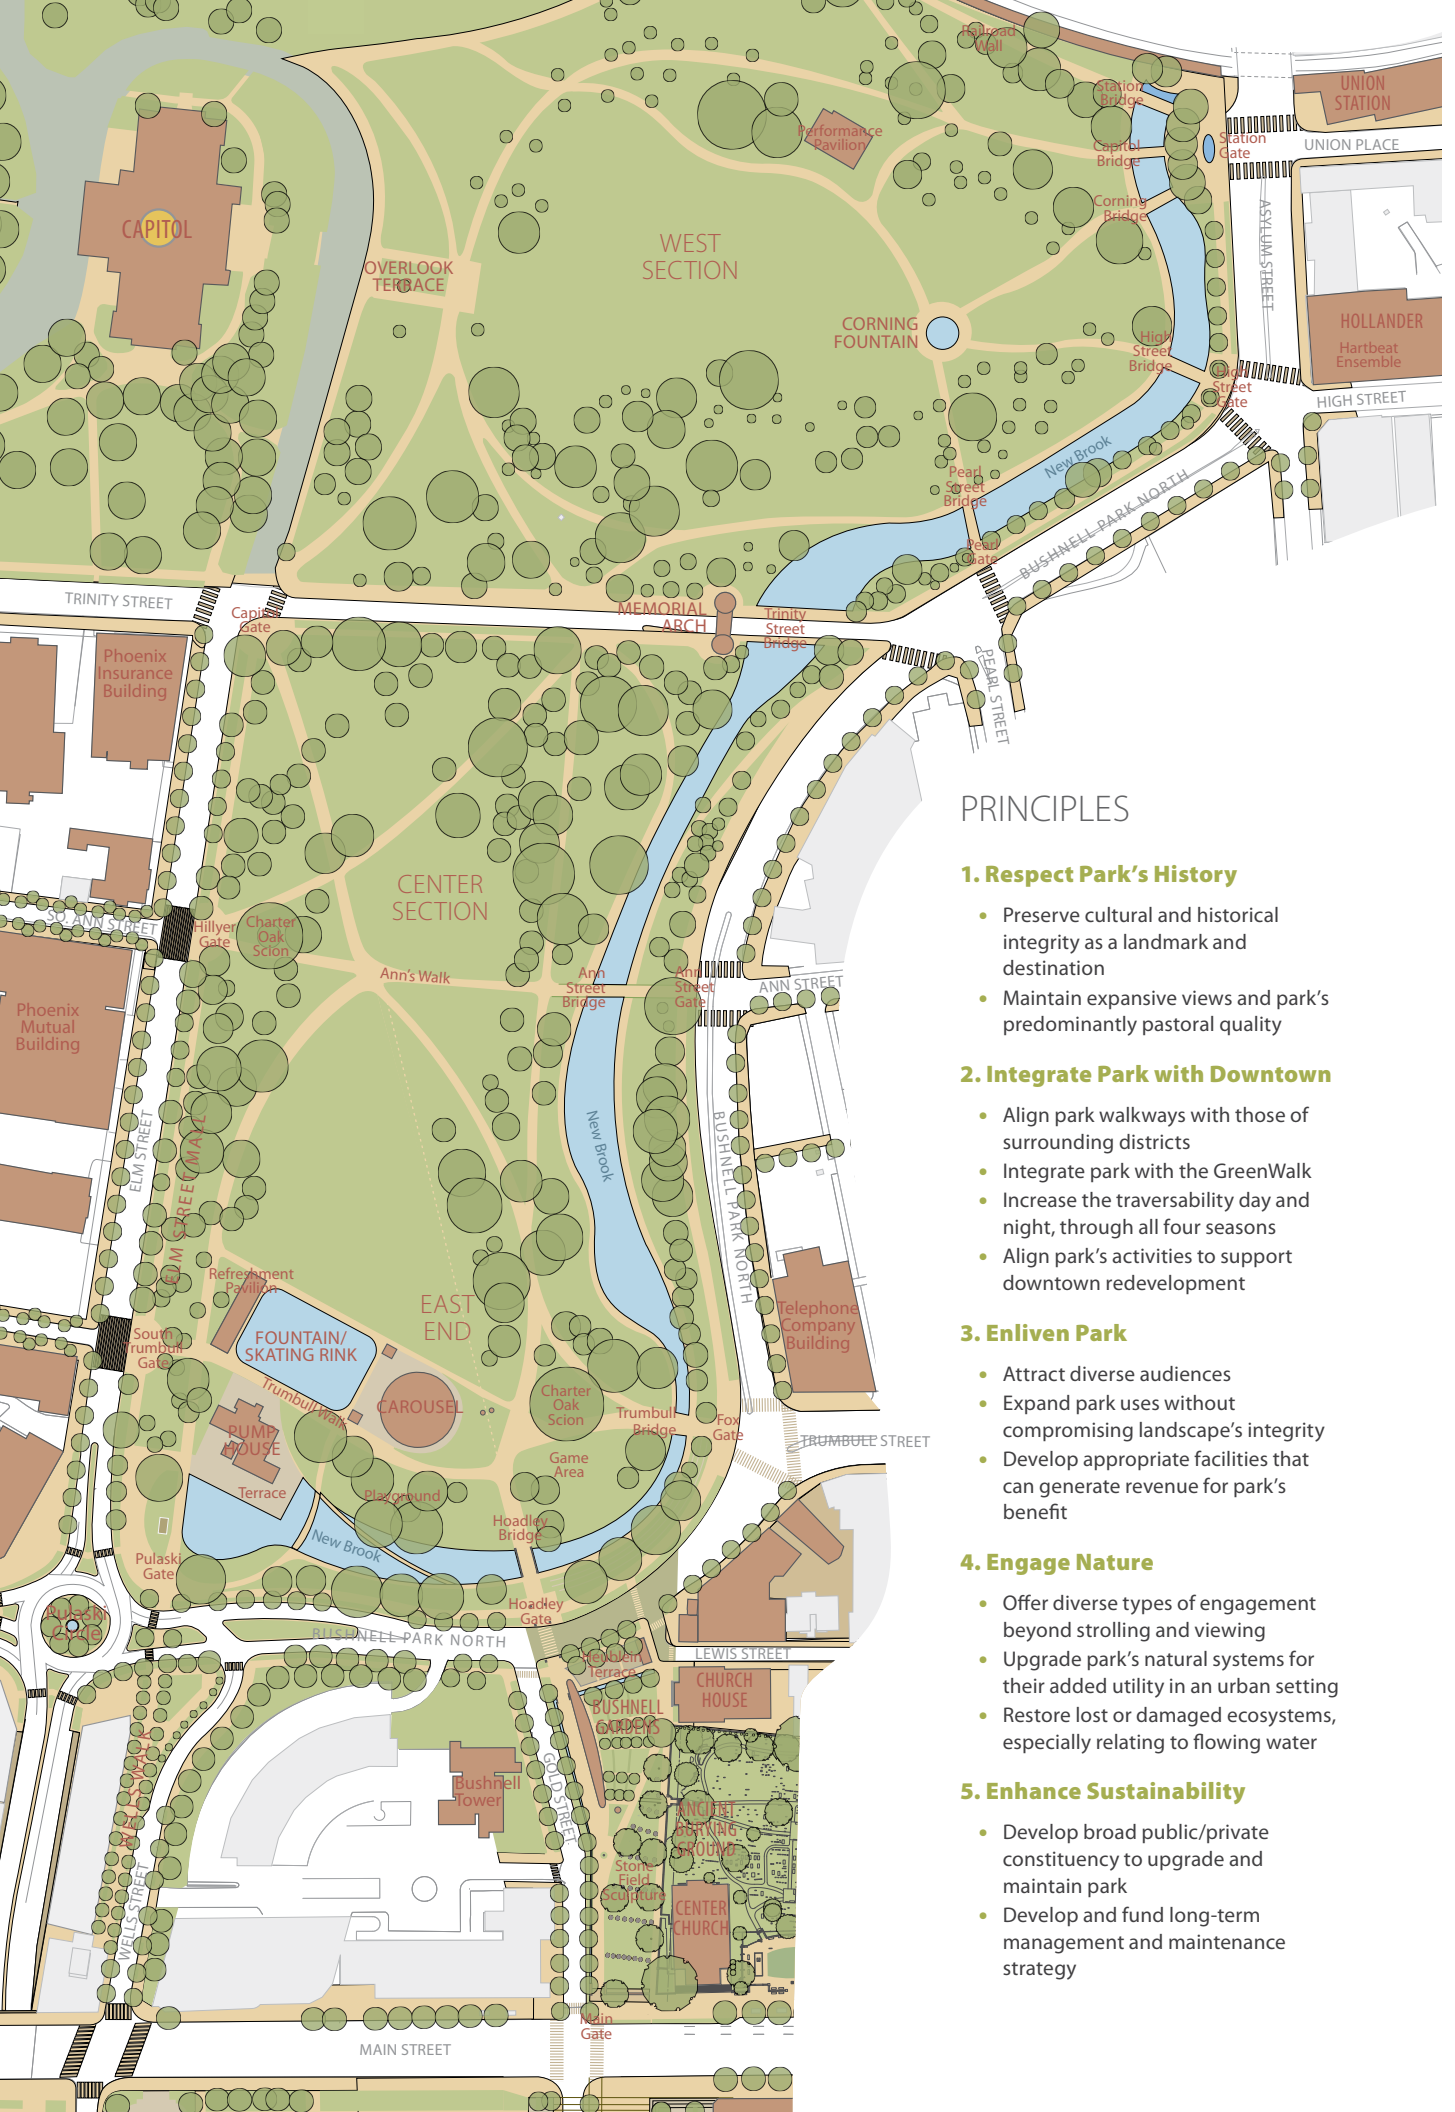 Railroad
Wall
UNION
STATION
Station
Bridge
Performance
Pavilion
Capitol
Bridge
Station
Gate
UNION PLACE
Corning
Bridge
ASYLUM STREET
CAPITOL
WEST
SECTION
OVERLOOK
TERRACE
CORNING
FOUNTAIN
HOLLANDER
Hartbeat
Ensemble
High
Street
Bridge
High
Street
Gate
HIGH STREET
New Brook
Pearl
Street
Bridge
BUSHNELL PARK NORTH
Pearl
Gate
TRINITY STREET
Capitol
Gate
MEMORIAL
ARCH
Trinity
Street
Bridge
Phoenix
Insurance
Building
PEARL STREET
CENTER
SECTION
SO. ANN STREET
Hillyer
Gate
Charter
Oak
Scion
Ann's Walk
Ann
Street
Bridge
Ann
Street
Gate
ANN STREET
Phoenix
Mutual
Building
ELM STREET
ELM STREET MALL
New Brook
BUSHNELL PARK NORTH
Refreshment
Pavilion
EAST
END
FOUNTAIN/
SKATING RINK
South
Trumbull
Gate
Telephone
Company
Building
Trumbull Walk
CAROUSEL
Charter
Oak
Scion
Trumbull
Bridge
Fox
Gate
TRUMBULL STREET
PUMP
HOUSE
Game
Area
Terrace
Playground
Hoadley
Bridge
New Brook
Pulaski
Gate
Hoadley
Gate
Pulaski
Circle
BUSHNELL PARK NORTH
Heublein
Terrace
LEWIS STREET
CHURCH
HOUSE
BUSHNELL
GARDENS
WELLS WALK
GOLD STREET
Bushnell
Tower
ANCIENT
BURYING
GROUND
Stone
Field
Sculpture
WELLS STREET
CENTER
CHURCH
Main
Gate
MAIN STREET
PRINCIPLES
1. Respect Park's History
• Preserve cultural and historical
integrity as a landmark and
destination
• Maintain expansive views and park's
predominantly pastoral quality
2. Integrate Park with Downtown
• Align park walkways with those of
surrounding districts
• Integrate park with the GreenWalk
• Increase the traversability day and
night, through all four seasons
• Align park's activities to support
downtown redevelopment
3. Enliven Park
• Attract diverse audiences
• Expand park uses without
compromising landscape's integrity
• Develop appropriate facilities that
can generate revenue for park's
benefit
4. Engage Nature
• Offer diverse types of engagement
beyond strolling and viewing
• Upgrade park's natural systems for
their added utility in an urban setting
• Restore lost or damaged ecosystems,
especially relating to flowing water
5. Enhance Sustainability
• Develop broad public/private
constituency to upgrade and
maintain park
• Develop and fund long-term
management and maintenance
strategy